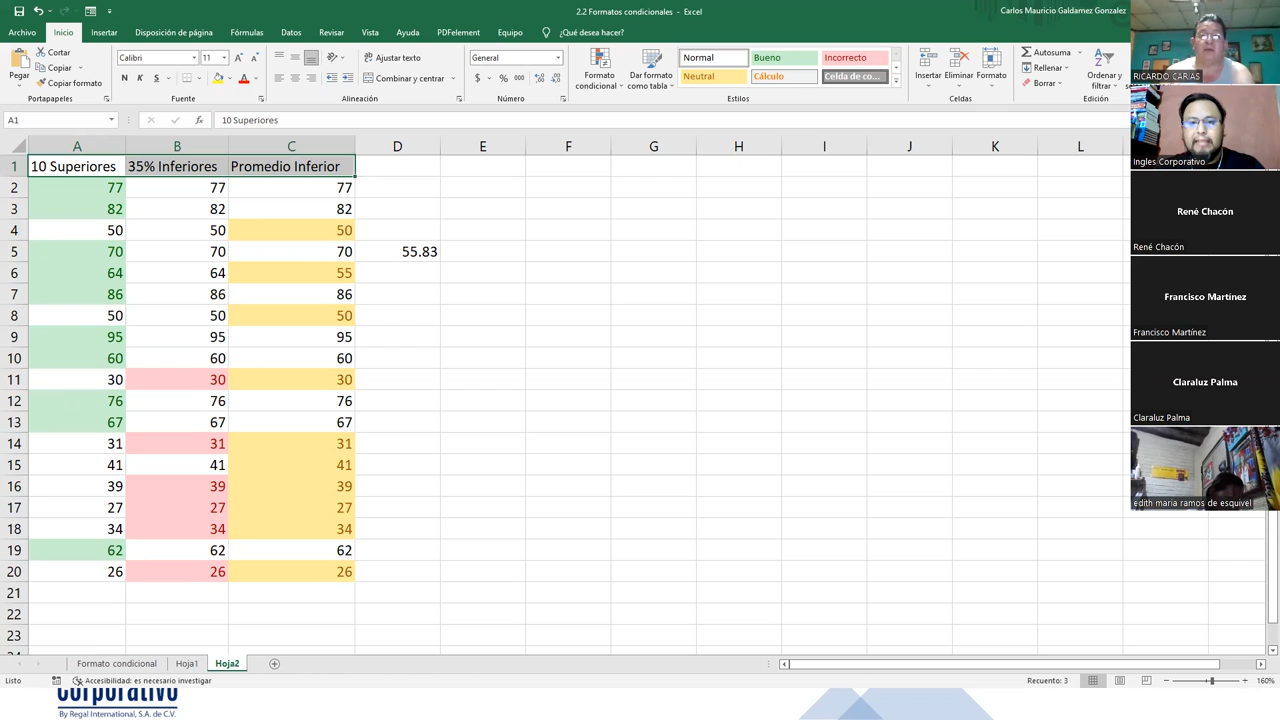 2.2 Formatos condicionales - Excel
Carlos Mauricio Galdamez Gonzalez
Archivo Inicio Insertar Disposición de página Fórmulas Datos Revisar Vista Ayuda PDFelement Equipo ¿Qué desea hacer?
Pegar
Cortar
Copiar
Copiar formato
Portapapeles
Calibri 11
N K S
Fuente
Ajustar texto
Combinar y centrar
Alineación
General
$ % 000
Número
Formato condicional
Dar formato como tabla
Normal Bueno Incorrecto
Neutral Cálculo Celda de co...
Estilos
Insertar Eliminar Formato
Celdas
Autosuma
Rellenar
Borrar
Ordenar y filtrar
Edición
A1 fx 10 Superiores
A B C D E F G H I J K L
1 10 Superiores 35% Inferiores Promedio Inferior
2 77 77 77
3 82 82 82
4 50 50 50
5 70 70 70 55.83
6 64 64 55
7 86 86 86
8 50 50 50
9 95 95 95
10 60 60 60
11 30 30 30
12 76 76 76
13 67 67 67
14 31 31 31
15 41 41 41
16 39 39 39
17 27 27 27
18 34 34 34
19 62 62 62
20 26 26 26
21
22
23
Formato condicional Hoja1 Hoja2
Listo Accesibilidad: es necesario investigar Recuento: 3 160%
corporativo
By Regal International, S.A. de C.V.
RICARDO CARIAS
Ingles Corporativo
René Chacón
René Chacón
Francisco Martínez
Francisco Martínez
Claraluz Palma
Claraluz Palma
edith maria ramos de esquivel